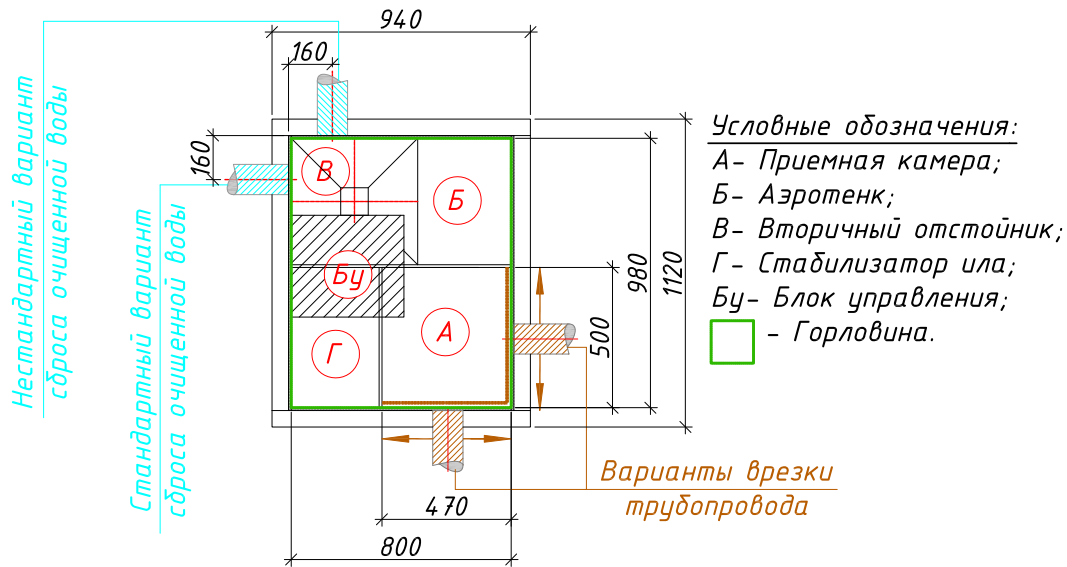 940
160
160
Нестандартный вариант
сброса очищенной воды
Стандартный вариант
сброса очищенной воды
В
Б
Бу
Г
А
980
1120
500
470
800
Условные обозначения:
А- Приемная камера;
Б- Аэротенк;
В- Вторичный отстойник;
Г- Стабилизатор ила;
Бу- Блок управления;
- Горловина.
Варианты врезки
трубопровода